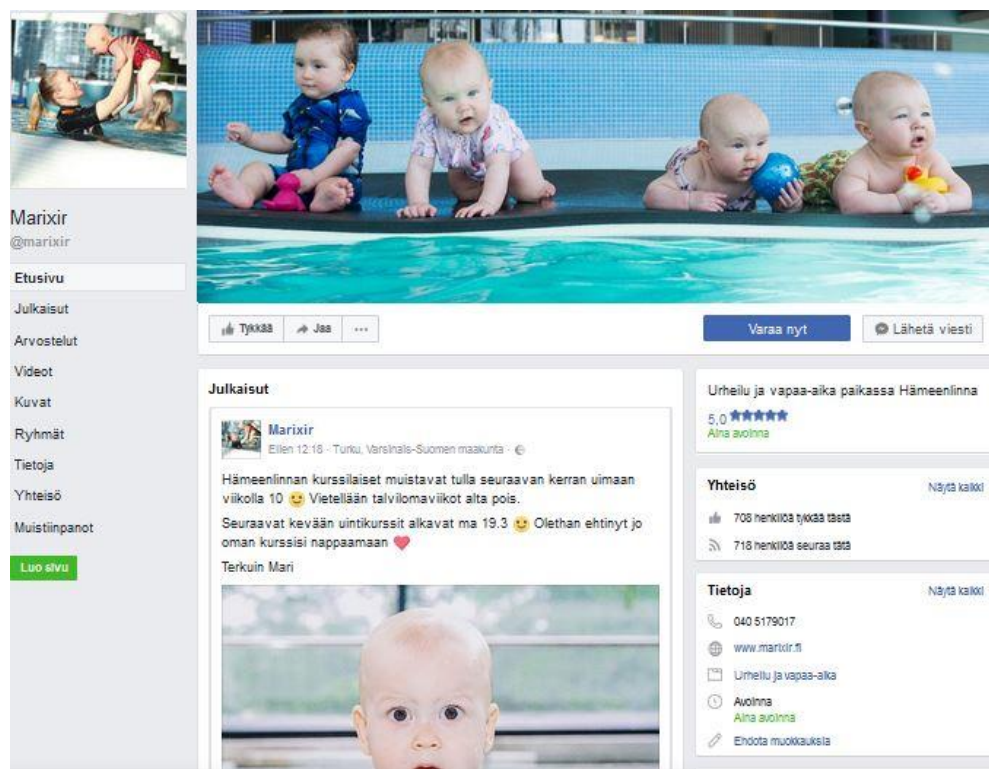 Marixir
@marixir
Etusivu
Julkaisut
Arvostelut
Videot
Kuvat
Ryhmät
Tietoja
Yhteisö
Muistiinpanot
Luo sivu
Tykkää
Jaa
Varaa nyt
Lähetä viesti
Julkaisut
Marixir
Eilen 12:18 · Turku, Varsinais-Suomen maakunta ·
Hämeenlinnan kurssilaiset muistavat tulla seuraavan kerran uimaan
viikolla 10 😉 Vietellään talvilomaviikot alta pois.
Seuraavat kevään uintikurssit alkavat ma 19.3 😉 Olethan ehtinyt jo
oman kurssisi nappaamaan ❤
Terkuin Mari
Urheilu ja vapaa-aika paikassa Hämeenlinna
5,0 ★★★★★
Aina avoinna
Yhteisö Näytä kaikki
708 henkilöä tykkää tästä
718 henkilöä seuraa tätä
Tietoja Näytä kaikki
040 5179017
www.marixir.fi
Urheilu ja vapaa-aika
Avoinna
Aina avoinna
Ehdota muokkauksia